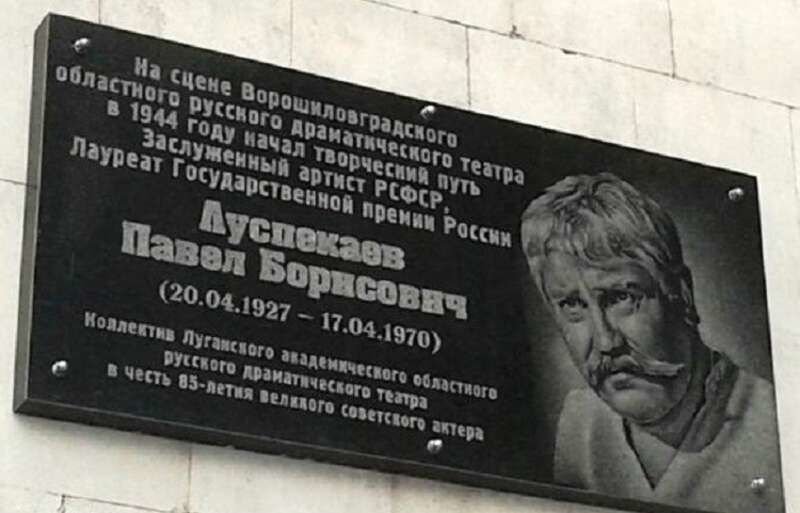 На сцене Ворошиловградского
областного русского драматического театра
в 1944 году начал творческий путь
Заслуженный артист РСФСР,
Лауреат Государственной премии России
Луспекаев
Павел Борисович
(20.04.1927 – 17.04.1970)
Коллектив Луганского академического областного
русского драматического театра
в честь 85-летия великого советского актера